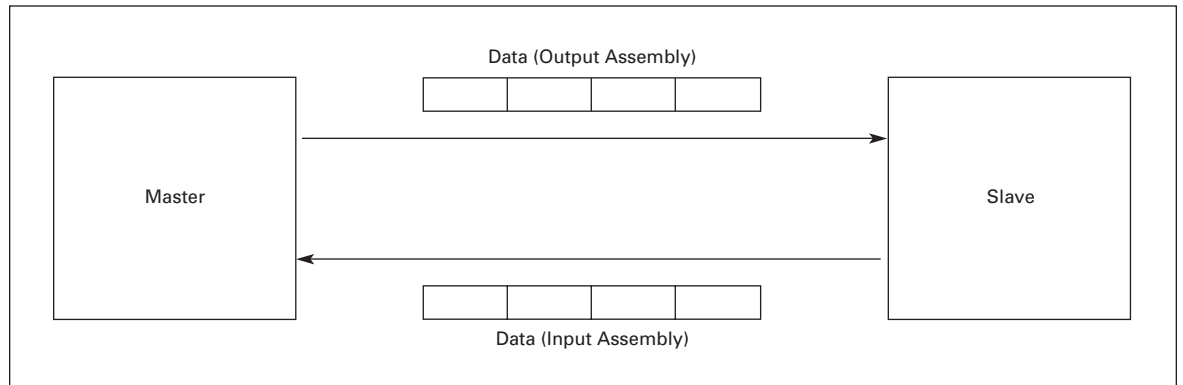 Data (Output Assembly)
Master
Slave
Data (Input Assembly)